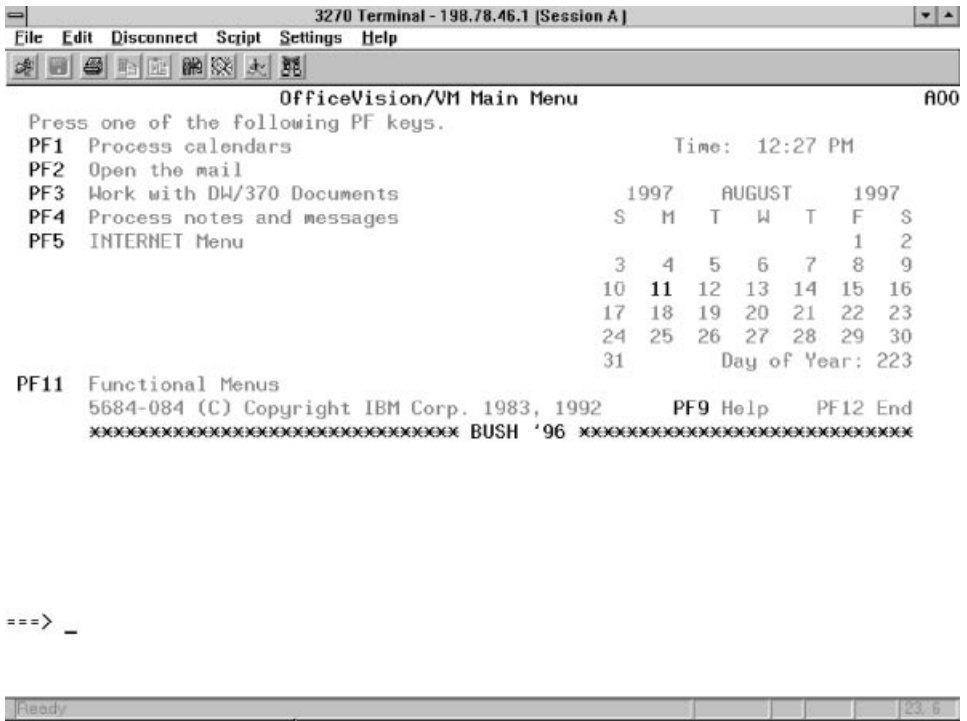 3270 Terminal - 198.78.46.1 (Session A)
File Edit Disconnect Script Settings Help
OfficeVision/VM Main Menu A00
Press one of the following PF keys.
PF1 Process calendars Time: 12:27 PM
PF2 Open the mail
PF3 Work with DW/370 Documents 1997 AUGUST 1997
PF4 Process notes and messages S M T W T F S
PF5 INTERNET Menu 1 2
3 4 5 6 7 8 9
10 11 12 13 14 15 16
17 18 19 20 21 22 23
24 25 26 27 28 29 30
31 Day of Year: 223
PF11 Functional Menus
5684-084 (C) Copyright IBM Corp. 1983, 1992 PF9 Help PF12 End
******************************* BUSH '96 ****************************
===> _
Ready 23, 6